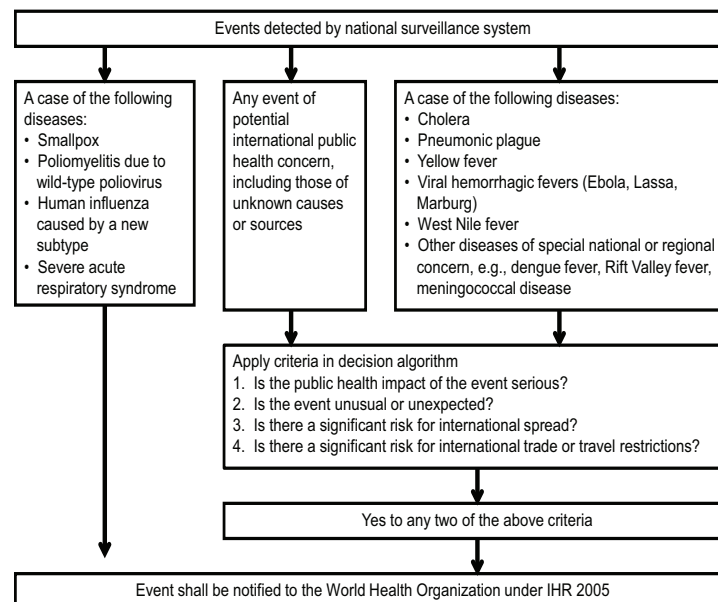 Events detected by national surveillance system
A case of the following
diseases:
• Smallpox
• Poliomyelitis due to
wild-type poliovirus
• Human influenza
caused by a new
subtype
• Severe acute
respiratory syndrome
Any event of
potential
international public
health concern,
including those of
unknown causes
or sources
A case of the following diseases:
• Cholera
• Pneumonic plague
• Yellow fever
• Viral hemorrhagic fevers (Ebola, Lassa,
Marburg)
• West Nile fever
• Other diseases of special national or regional
concern, e.g., dengue fever, Rift Valley fever,
meningococcal disease
Apply criteria in decision algorithm
1. Is the public health impact of the event serious?
2. Is the event unusual or unexpected?
3. Is there a significant risk for international spread?
4. Is there a significant risk for international trade or travel restrictions?
Yes to any two of the above criteria
Event shall be notified to the World Health Organization under IHR 2005